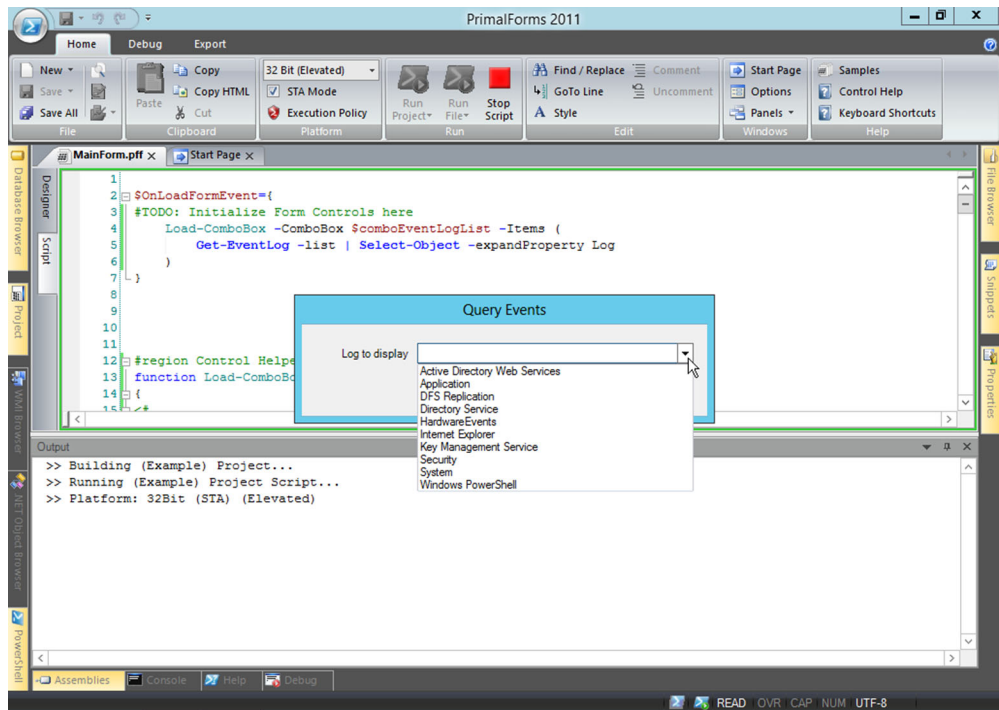 PrimalForms 2011
Home Debug Export
New Copy 32 Bit (Elevated) Find / Replace Comment Start Page Samples
Save Paste Copy HTML STA Mode Run Project Run File Stop Script GoTo Line Uncomment Options Control Help
Save All Cut Execution Policy Style Panels Keyboard Shortcuts
File Clipboard Platform Run Edit Windows Help
MainForm.pff x Start Page x
Database Browser
Project
WMI Browser
.NET Object Browser
PowerShell
Designer
Script
1
2 $OnLoadFormEvent={
3 #TODO: Initialize Form Controls here
4 Load-ComboBox -ComboBox $comboEventLogList -Items (
5 Get-EventLog -list | Select-Object -expandProperty Log
6 )
7 }
8
9
10
11
12 #region Control Helpe
13 function Load-ComboBo
14 {
15 <#
Query Events
Log to display
Active Directory Web Services
Application
DFS Replication
Directory Service
HardwareEvents
Internet Explorer
Key Management Service
Security
System
Windows PowerShell
File Browser
Snippets
Properties
Output
>> Building (Example) Project...
>> Running (Example) Project Script...
>> Platform: 32Bit (STA) (Elevated)
Assemblies Console Help Debug
READ OVR CAP NUM UTF-8